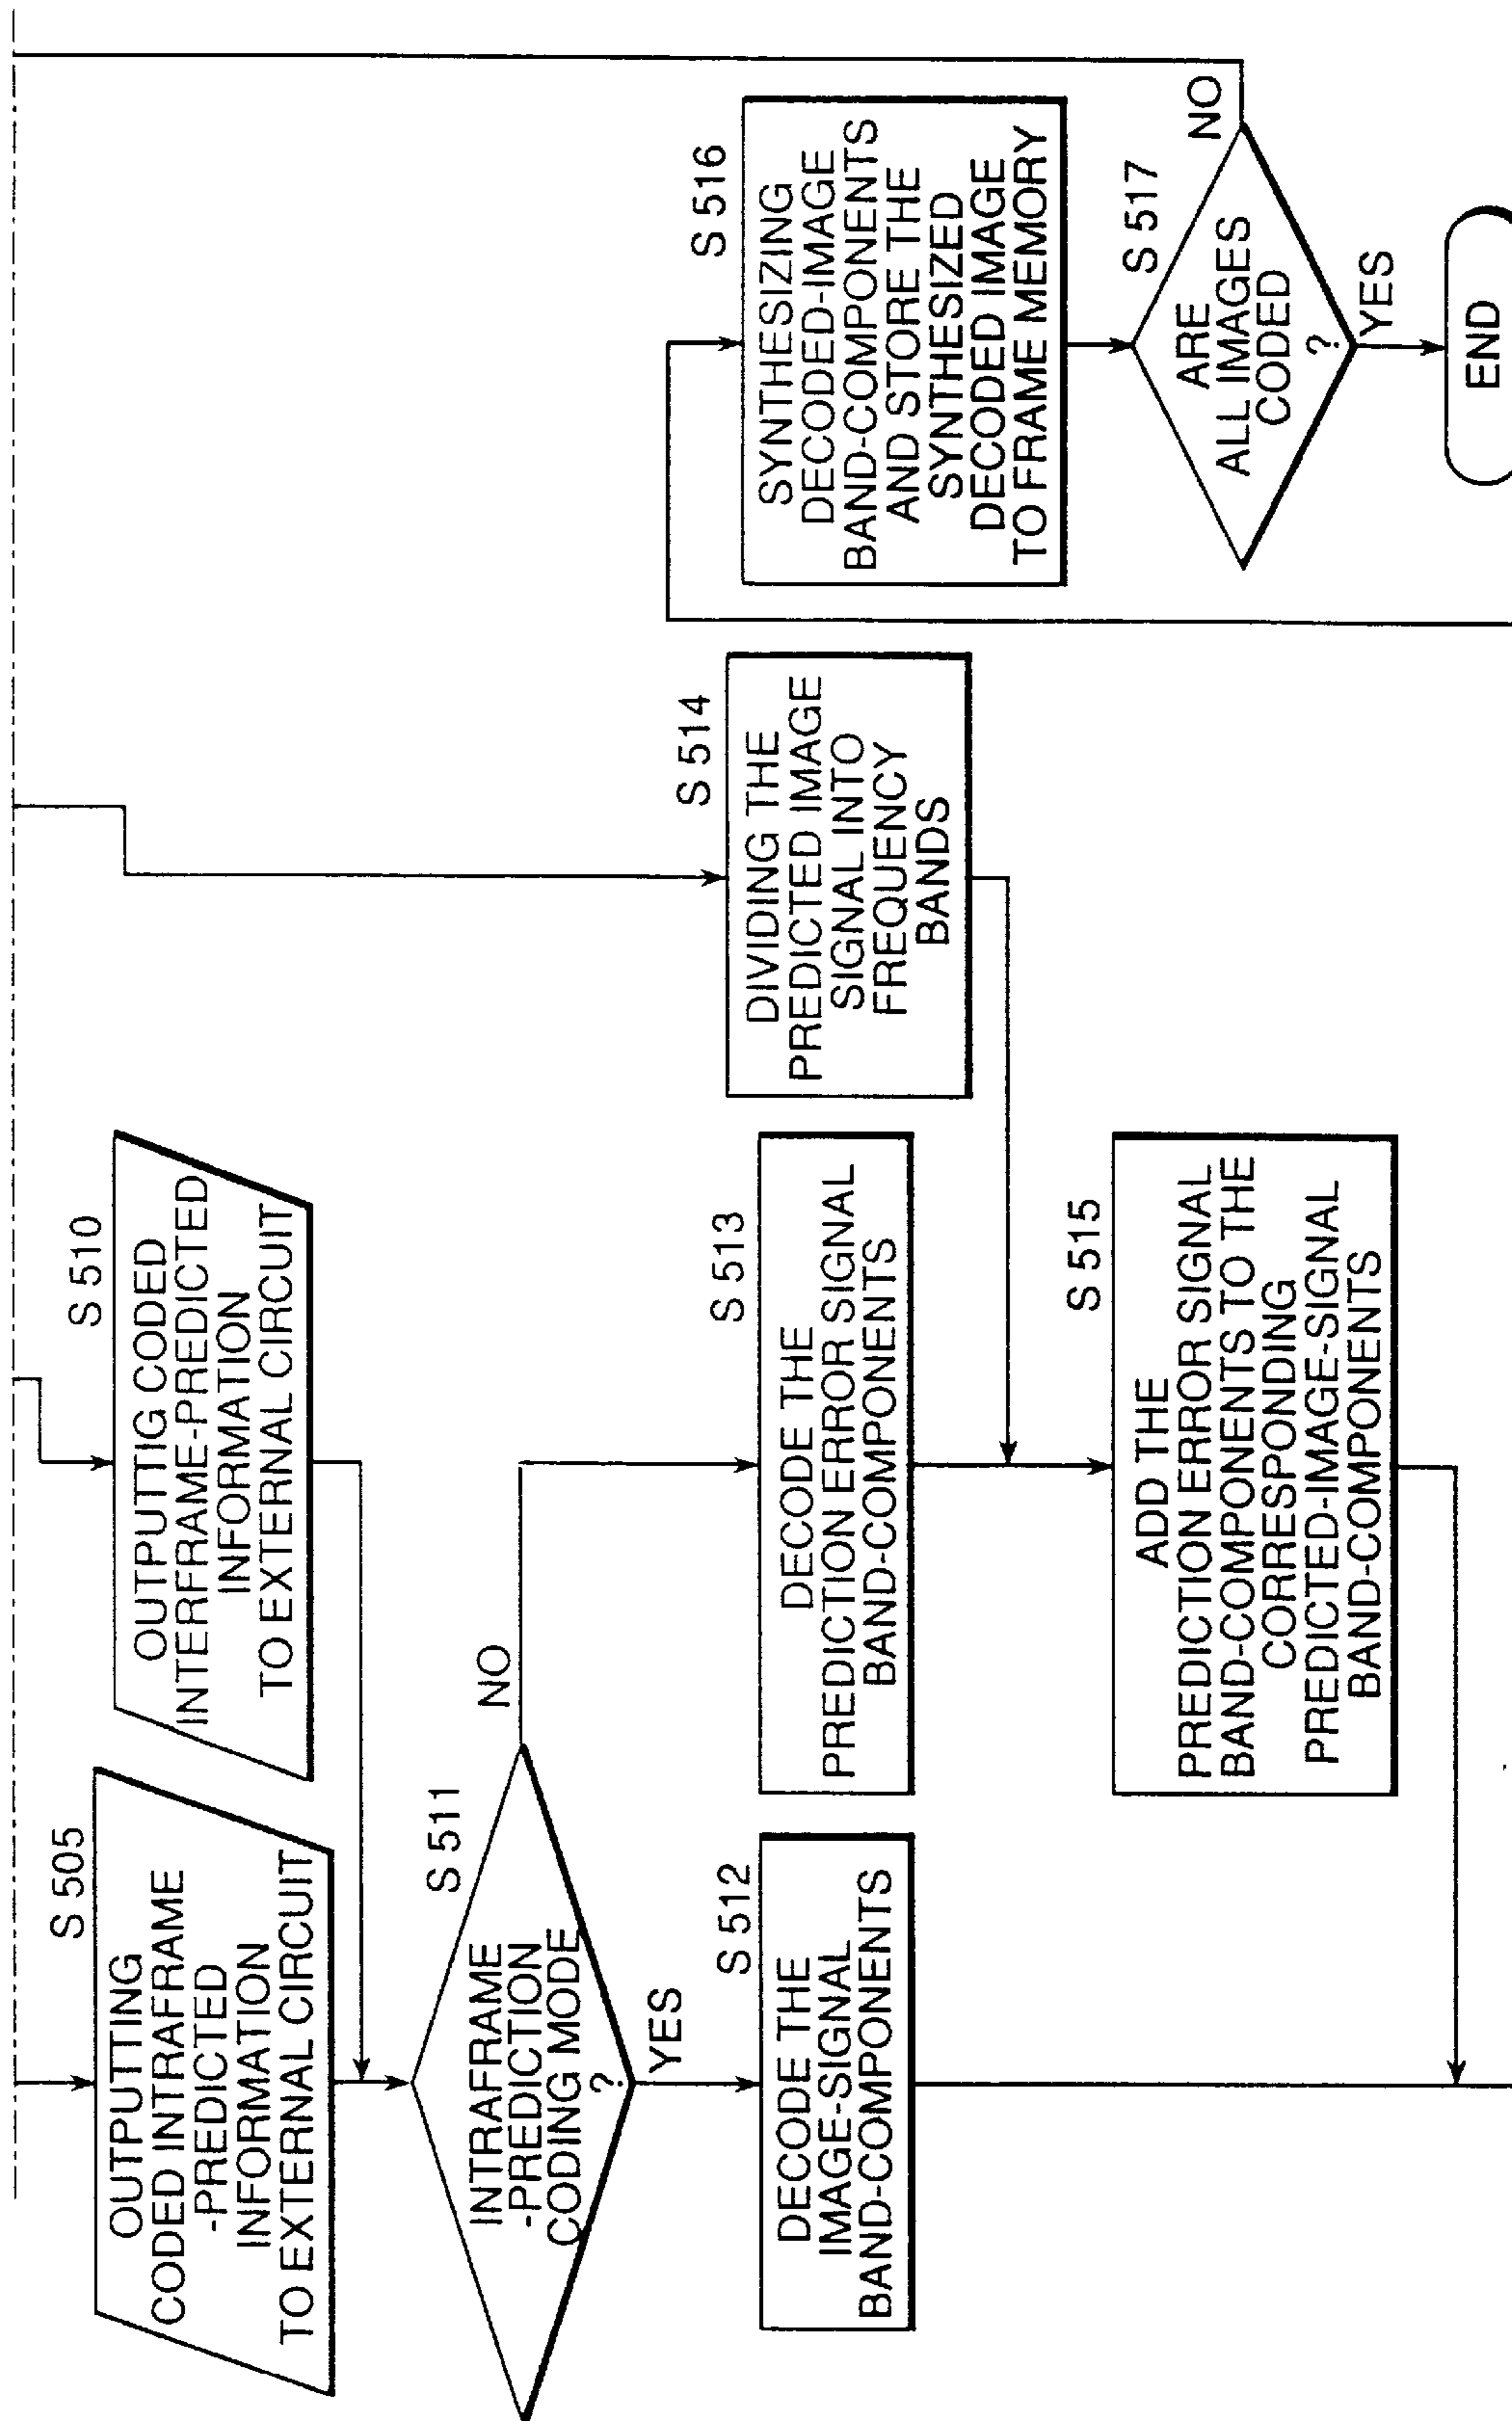 S 505
OUTPUTTING
CODED INTRAFRAME
-PREDICTED
INFORMATION
TO EXTERNAL CIRCUIT
S 510
OUTPUTTIG CODED
INTERFRAME-PREDICTED
INFORMATION
TO EXTERNAL CIRCUIT
S 511
INTRAFRAME
-PREDICTION
CODING MODE
?
NO
YES
S 512
DECODE THE
IMAGE-SIGNAL
BAND-COMPONENTS
S 513
DECODE THE
PREDICTION ERROR SIGNAL
BAND-COMPONENTS
S 514
DIVIDING THE
PREDICTED IMAGE
SIGNAL INTO
FREQUENCY
BANDS
S 515
ADD THE
PREDICTION ERROR SIGNAL
BAND-COMPONENTS TO THE
CORRESPONDING
PREDICTED-IMAGE-SIGNAL
BAND-COMPONENTS
S 516
SYNTHESIZING
DECODED-IMAGE
BAND-COMPONENTS
AND STORE THE
SYNTHESIZED
DECODED IMAGE
TO FRAME MEMORY
S 517
ARE
ALL IMAGES
CODED
?
NO
YES
END